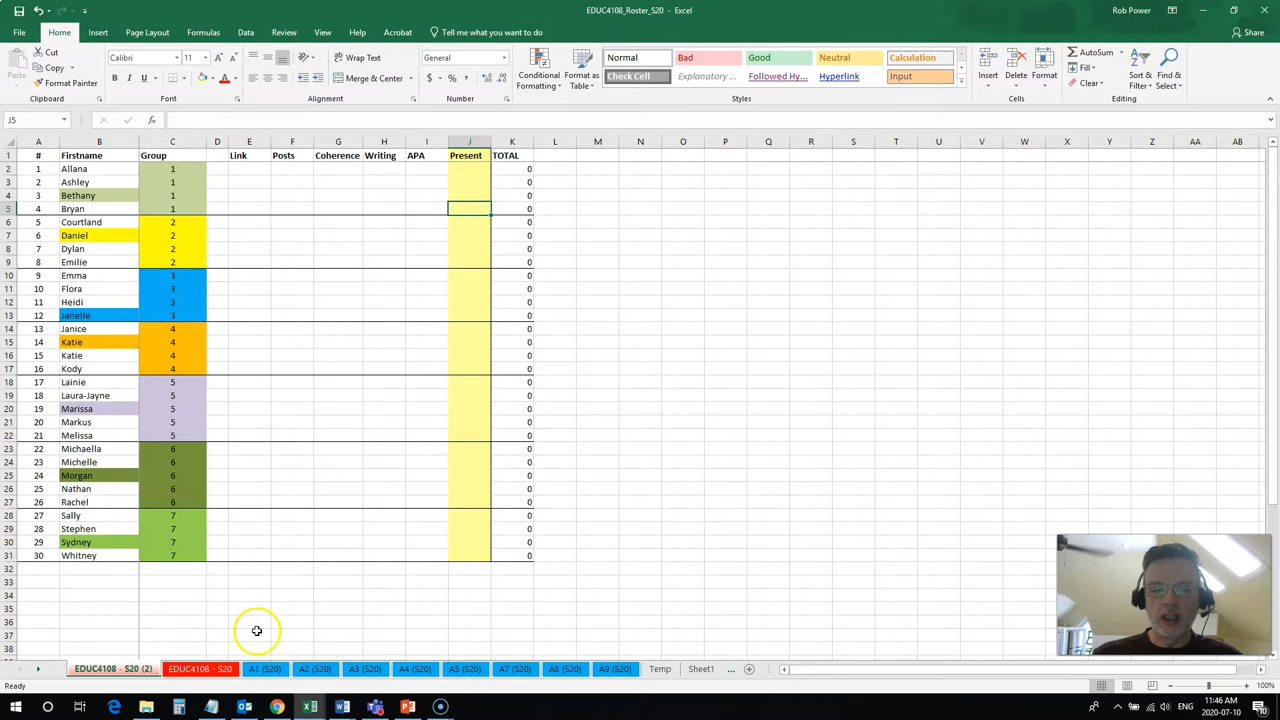 EDUC4108_Roster_S20 - Excel
Rob Power
File Home Insert Page Layout Formulas Data Review View Help Acrobat Tell me what you want to do Share
Paste Cut Copy Format Painter Clipboard
Calibri 11 B I U Font
Wrap Text Merge & Center Alignment
General $ % Number
Conditional Formatting Format as Table
Normal Bad Good Neutral Calculation
Check Cell Explanatory ... Followed Hy... Hyperlink Input
Styles
Insert Delete Format Cells
AutoSum Fill Clear Sort & Filter Find & Select Editing
J5 fx
A B C D E F G H I J K L M N O P Q R S T U V W X Y Z AA AB
1 # Firstname Group Link Posts Coherence Writing APA Present TOTAL
2 1 Allana 1 0
3 2 Ashley 1 0
4 3 Bethany 1 0
5 4 Bryan 1 0
6 5 Courtland 2 0
7 6 Daniel 2 0
8 7 Dylan 2 0
9 8 Emilie 2 0
10 9 Emma 3 0
11 10 Flora 3 0
12 11 Heidi 3 0
13 12 Janelle 3 0
14 13 Janice 4 0
15 14 Katie 4 0
16 15 Katie 4 0
17 16 Kody 4 0
18 17 Lainie 5 0
19 18 Laura-Jayne 5 0
20 19 Marissa 5 0
21 20 Markus 5 0
22 21 Melissa 5 0
23 22 Michaella 6 0
24 23 Michelle 6 0
25 24 Morgan 6 0
26 25 Nathan 6 0
27 26 Rachel 6 0
28 27 Sally 7 0
29 28 Stephen 7 0
30 29 Sydney 7 0
31 30 Whitney 7 0
32
33
34
35
36
37
38
EDUC4108 - S20 (2) EDUC4108 - S20 A1 (S20) A2 (S20) A3 (S20) A4 (S20) A5 (S20) A7 (S20) A8 (S20) A9 (S20) Temp Sheet1 ...
Ready 100%
ENG 11:46 AM
2020-07-10